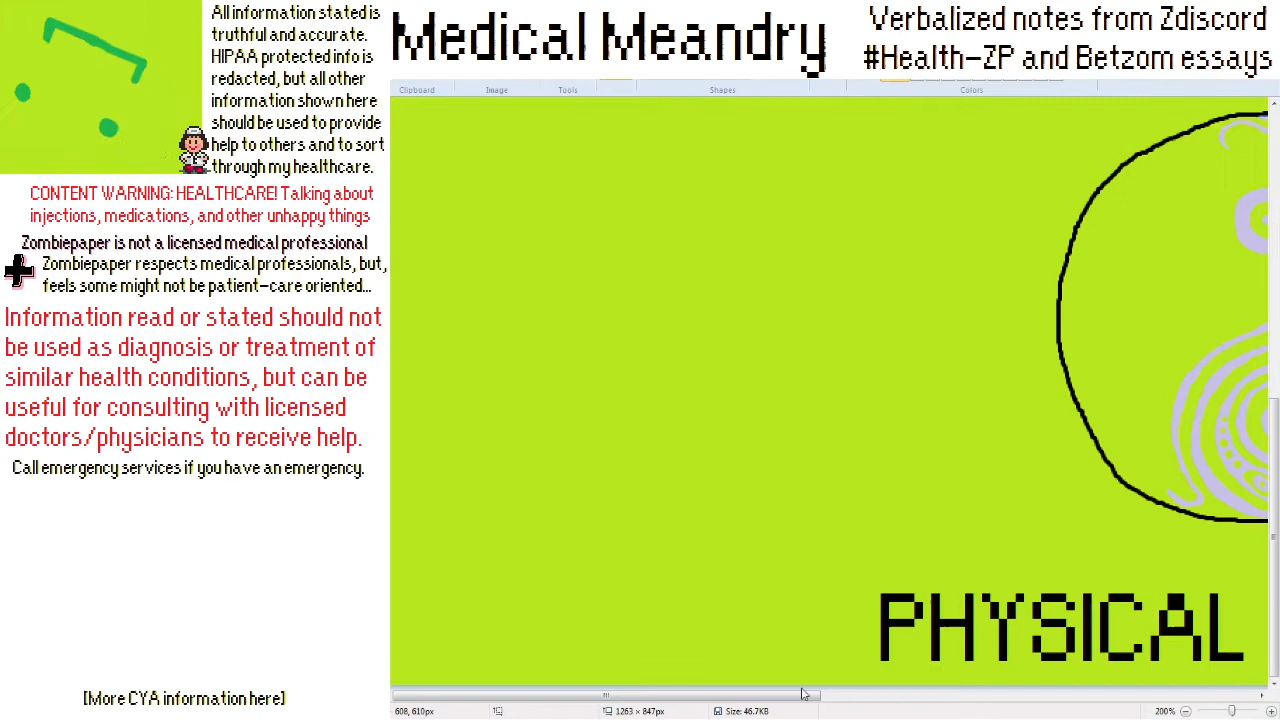 All information stated is
truthful and accurate.
HIPAA protected info is
redacted, but all other
information shown here
should be used to provide
help to others and to sort
through my healthcare.
CONTENT WARNING: HEALTHCARE! Talking about
injections, medications, and other unhappy things
Zombiepaper is not a licensed medical professional
Zombiepaper respects medical professionals, but,
feels some might not be patient-care oriented...
Information read or stated should not
be used as diagnosis or treatment of
similar health conditions, but can be
useful for consulting with licensed
doctors/physicians to receive help.
Call emergency services if you have an emergency.
[More CYA information here]
Medical Meandry
Verbalized notes from Zdiscord
#Health-ZP and Betzom essays
Clipboard
Image
Tools
Shapes
Colors
PHYSICAL
608, 610px
1263 × 847px
Size: 46.7KB
200%